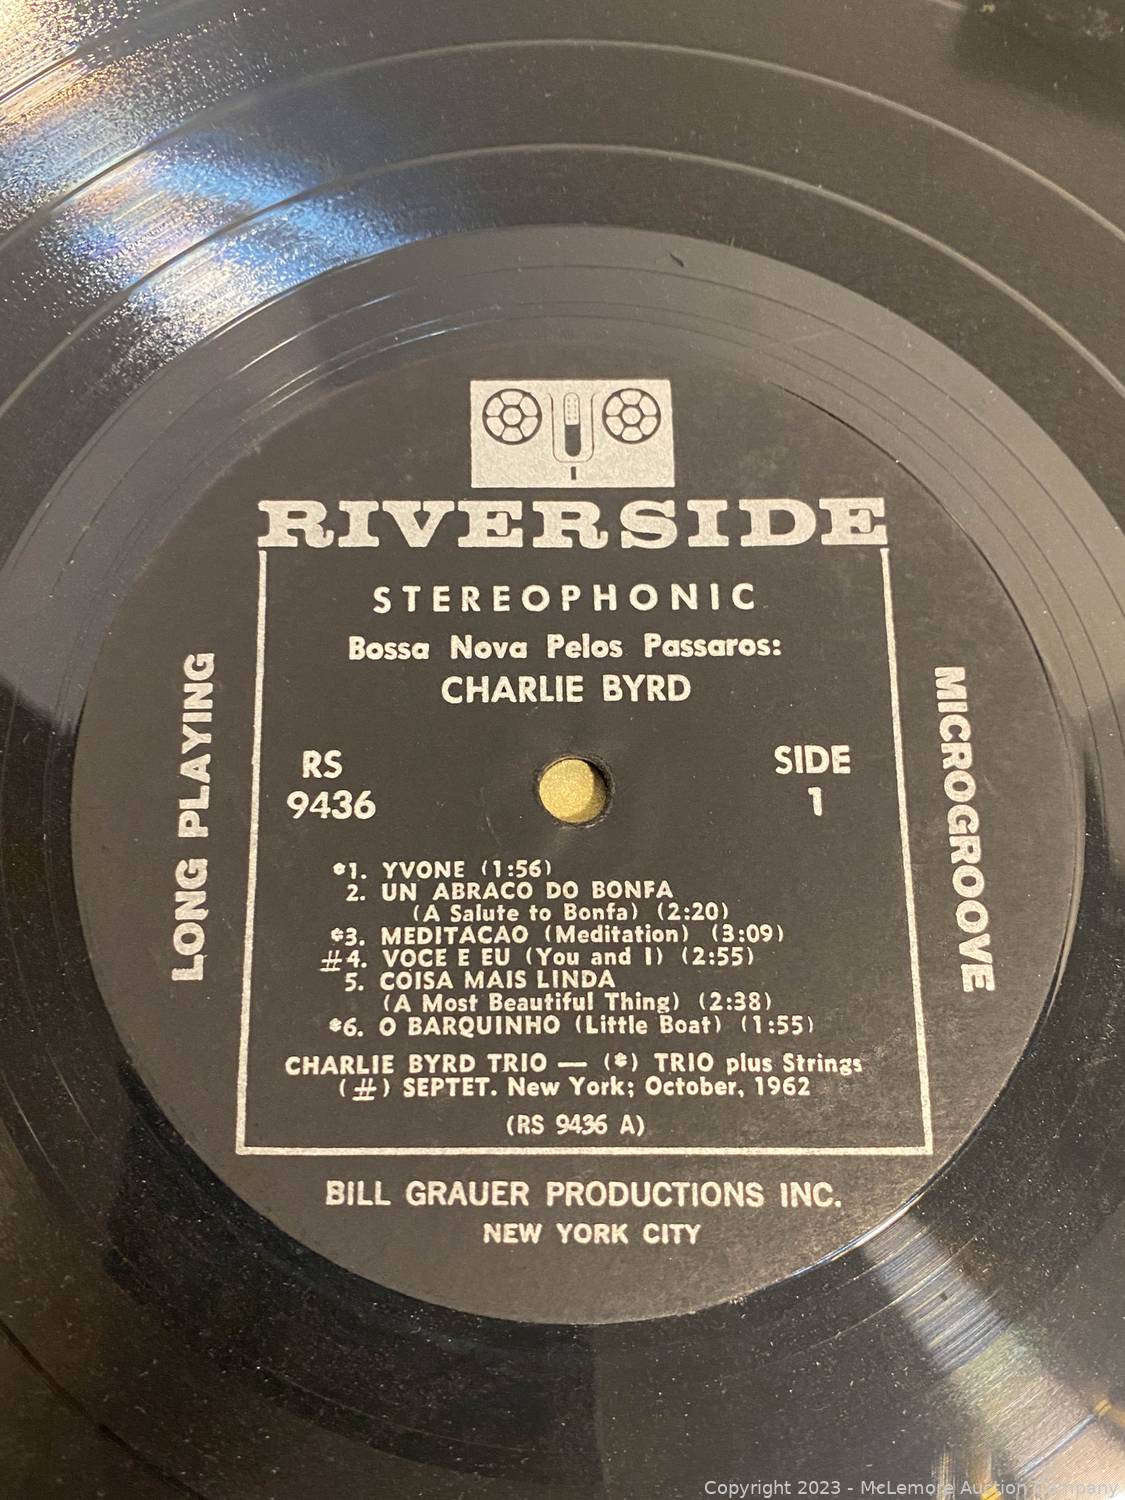 RIVERSIDE
STEREOPHONIC
Bossa Nova Pelos Passaros:
CHARLIE BYRD
LONG PLAYING
MICROGROOVE
RS
9436
SIDE
1
*1. YVONE (1:56)
2. UN ABRACO DO BONFA
(A Salute to Bonfa) (2:20)
*3. MEDITACAO (Meditation) (3:09)
#4. VOCE E EU (You and I) (2:55)
5. COISA MAIS LINDA
(A Most Beautiful Thing) (2:38)
*6. O BARQUINHO (Little Boat) (1:55)
CHARLIE BYRD TRIO — (*) TRIO plus Strings
(#) SEPTET. New York; October, 1962
(RS 9436 A)
BILL GRAUER PRODUCTIONS INC.
NEW YORK CITY
Copyright 2023 - McLemore Auction Company